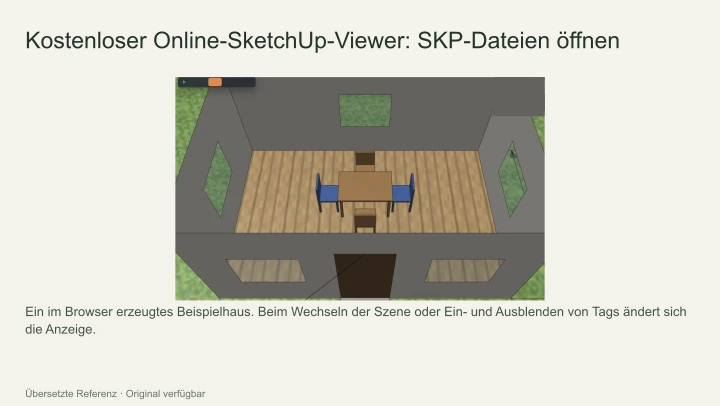 Kostenloser Online-SketchUp-Viewer: SKP-Dateien öffnen
Ein im Browser erzeugtes Beispielhaus. Beim Wechseln der Szene oder Ein- und Ausblenden von Tags ändert sich
die Anzeige.
Übersetzte Referenz · Original verfügbar